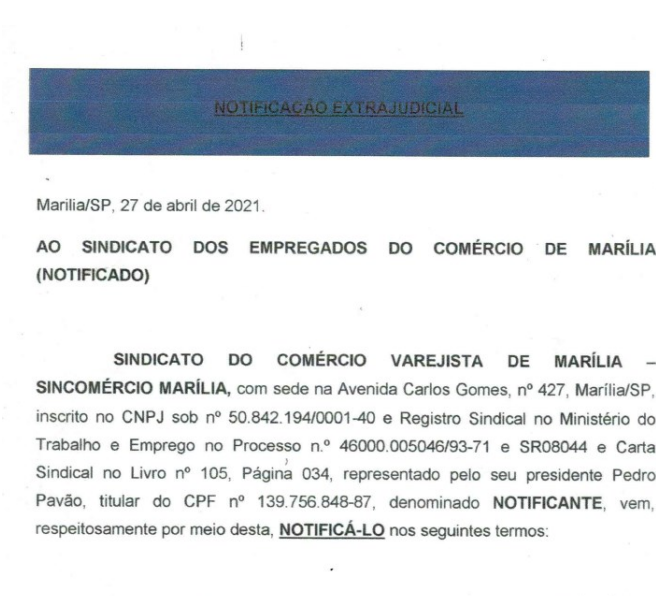 NOTIFICAÇÃO EXTRAJUDICIAL
Marilia/SP, 27 de abril de 2021.
AO SINDICATO DOS EMPREGADOS DO COMÉRCIO DE MARÍLIA
(NOTIFICADO)
SINDICATO DO COMÉRCIO VAREJISTA DE MARÍLIA –
SINCOMÉRCIO MARÍLIA, com sede na Avenida Carlos Gomes, nº 427, Marília/SP,
inscrito no CNPJ sob nº 50.842.194/0001-40 e Registro Sindical no Ministério do
Trabalho e Emprego no Processo n.º 46000.005046/93-71 e SR08044 e Carta
Sindical no Livro nº 105, Página 034, representado pelo seu presidente Pedro
Pavão, titular do CPF nº 139.756.848-87, denominado NOTIFICANTE, vem,
respeitosamente por meio desta, NOTIFICÁ-LO nos seguintes termos: